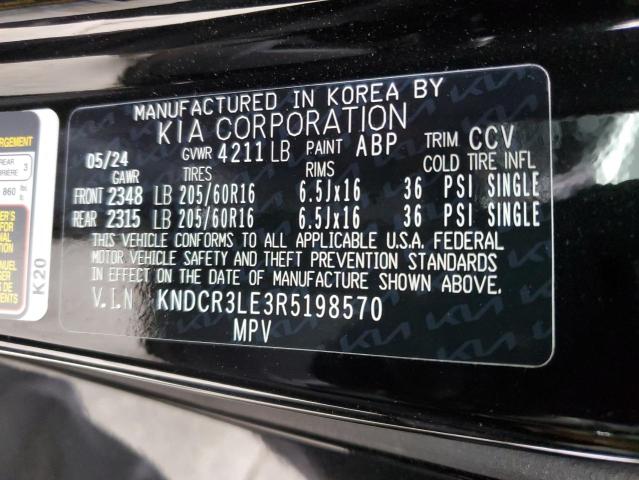 MANUFACTURED IN KOREA BY
KIA CORPORATION
05/24 GVWR 4211 LB PAINT ABP TRIM CCV
GAWR TIRES RIMS COLD TIRE INFL
FRONT 2348 LB 205/60R16 6.5Jx16 36 PSI SINGLE
REAR 2315 LB 205/60R16 6.5Jx16 36 PSI SINGLE
THIS VEHICLE CONFORMS TO ALL APPLICABLE U.S.A. FEDERAL
MOTOR VEHICLE SAFETY AND THEFT PREVENTION STANDARDS
IN EFFECT ON THE DATE OF MANUFACTURE SHOWN ABOVE.
V.I.N KNDCR3LE3R5198570
MPV
REAR
3
860
K20